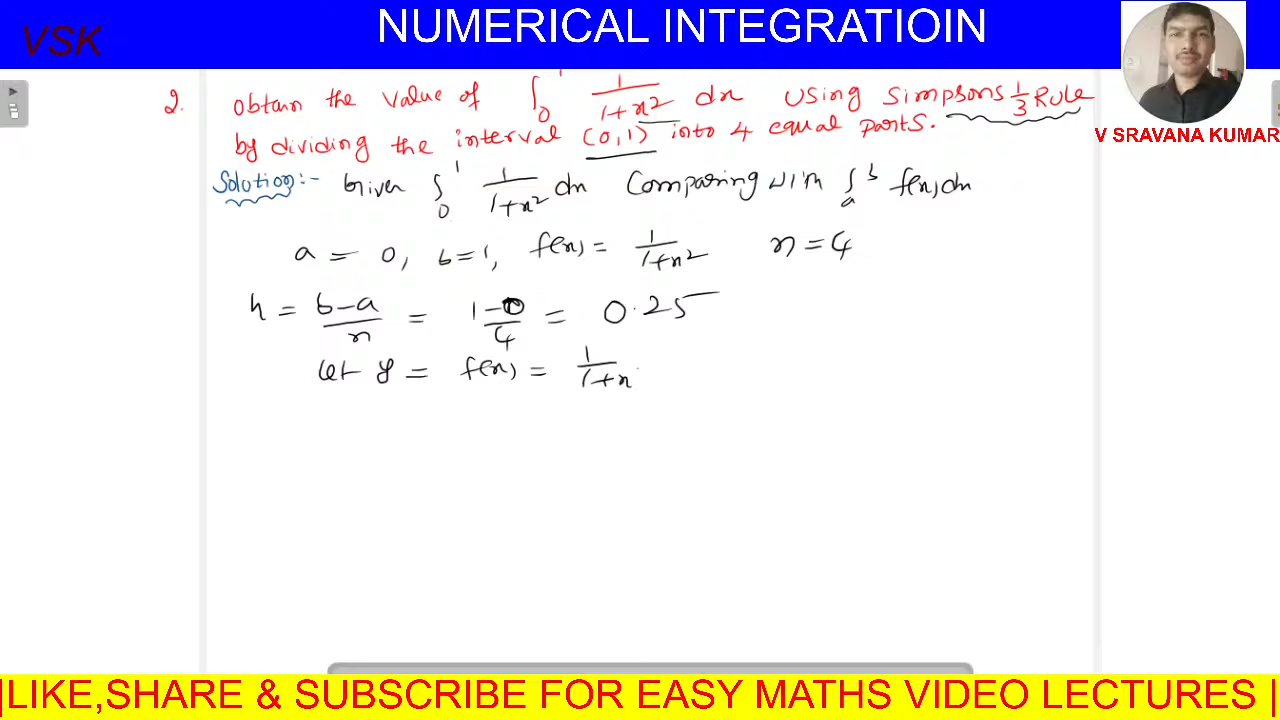 VSK
NUMERICAL INTEGRATIOIN
V SRAVANA KUMAR
2. Obtain the value of ∫₀¹ 1/(1+x²) dx using Simpsons 1/3 Rule
by dividing the interval (0,1) into 4 equal parts.
Solution:- Given ∫₀¹ 1/(1+x²) dx Comparing with ∫ₐᵇ f(x) dx
a = 0, b=1, f(x) = 1/(1+x²) n = 4
h = (b-a)/n = (1-0)/4 = 0.25
let y = f(x) = 1/(1+x
|LIKE,SHARE & SUBSCRIBE FOR EASY MATHS VIDEO LECTURES |